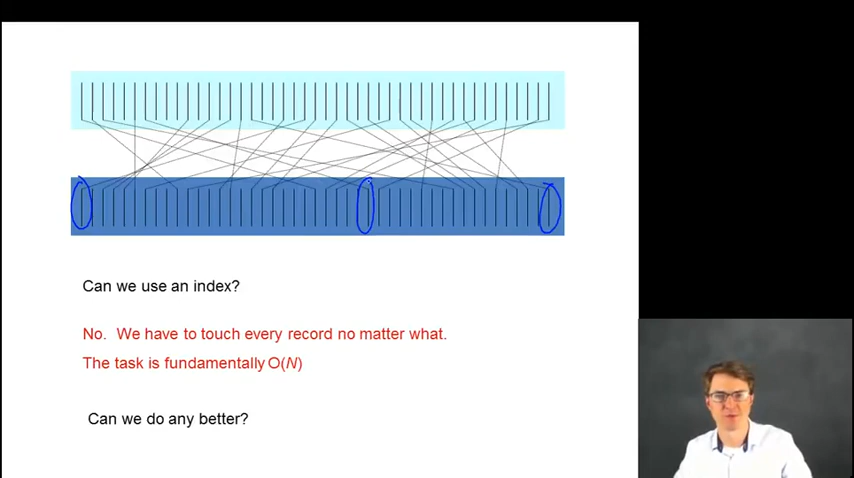 Can we use an index?
No. We have to touch every record no matter what.
The task is fundamentally O(N)
Can we do any better?